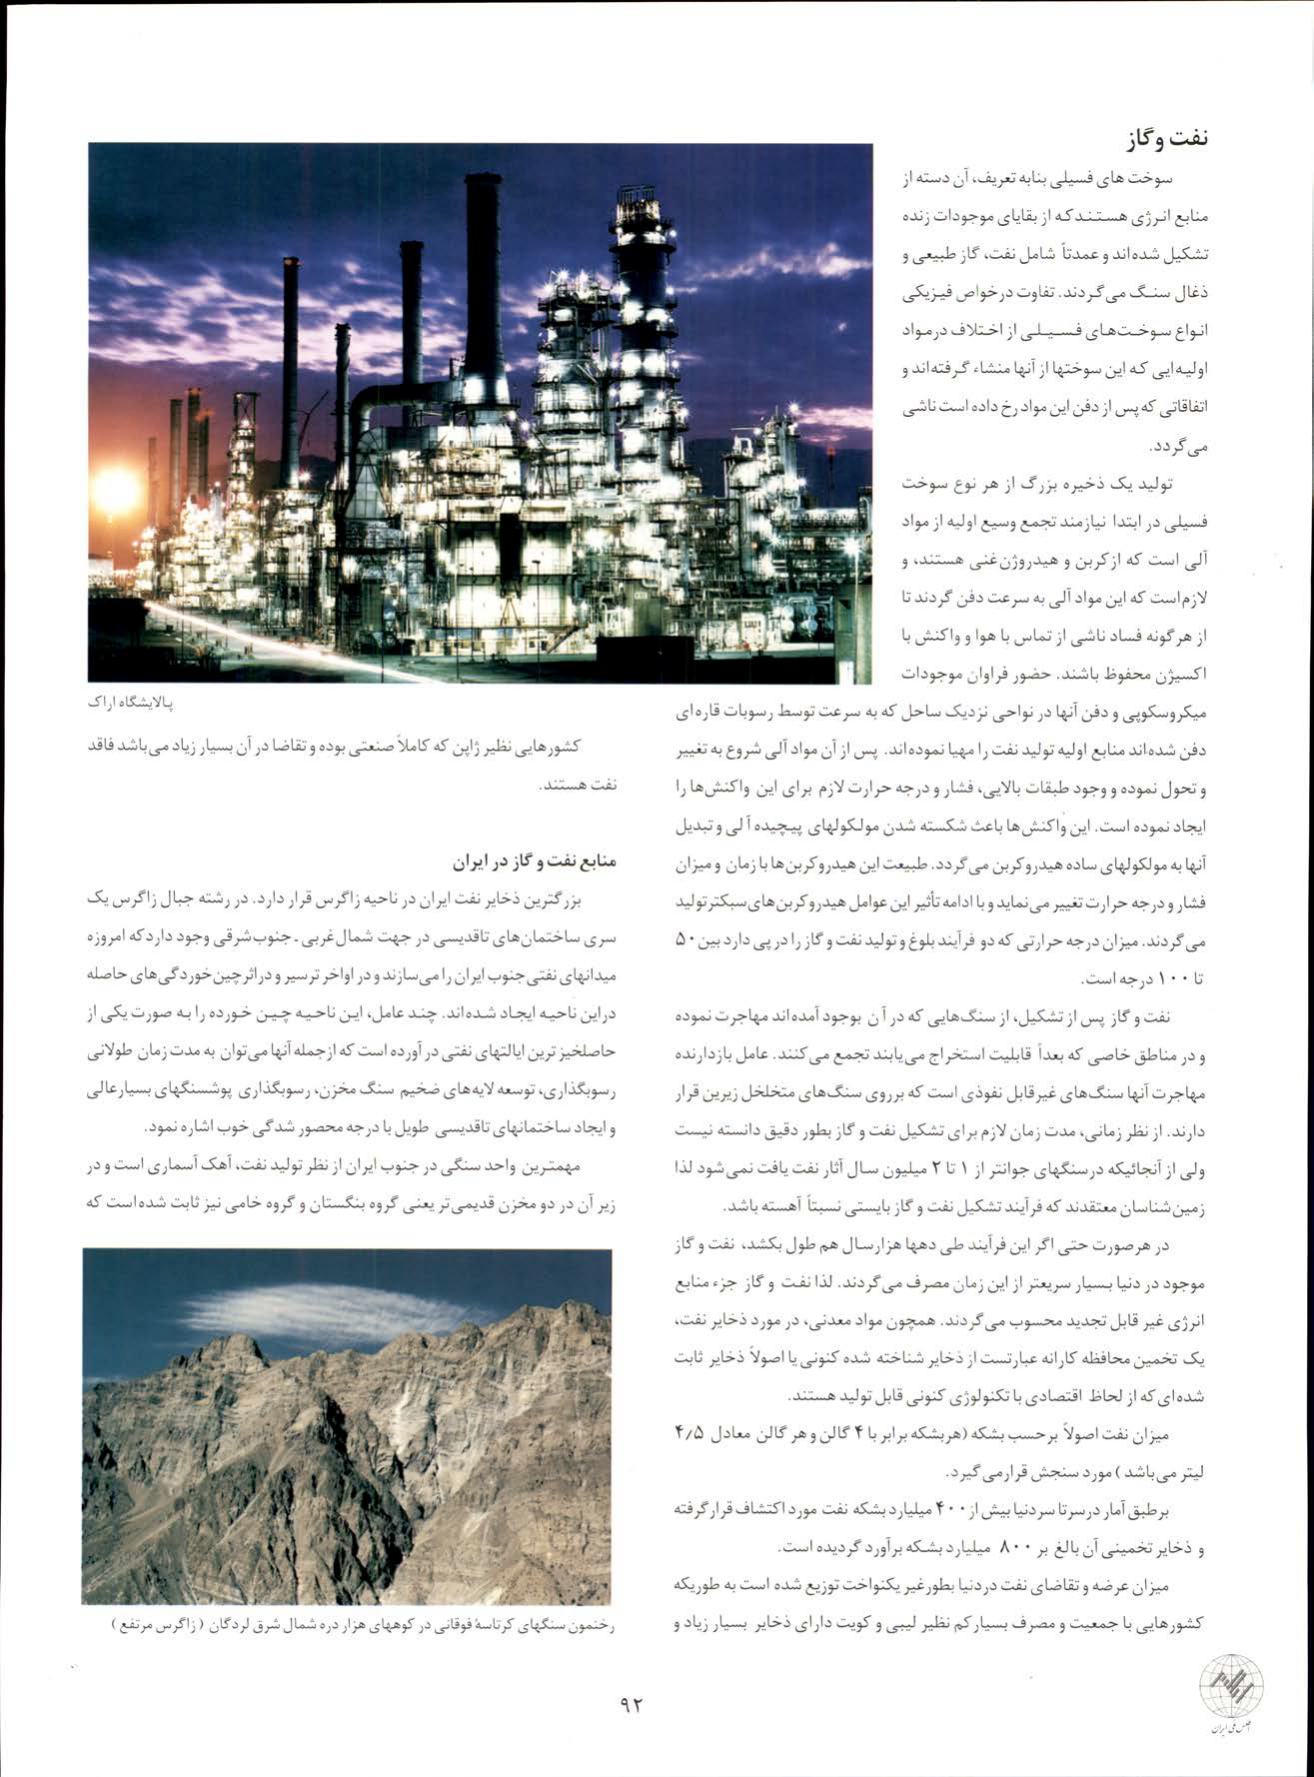 نفت و گاز
سوخت های فسیلی بنابه تعریف، آن دسته از
منابع انرژی هستندکه از بقایای موجودات زنده
تشکیل شده‌اند و عمدتاً شامل نفت، گاز طبیعی و
ذغال سنگ می‌گردند. تفاوت درخواص فیزیکی
انواع سوخت‌های فسیلی از اختلاف درمواد
اولیه‌ایی که این سوختها از آنها منشاء گرفته‌اند و
اتفاقاتی که پس از دفن این مواد رخ داده است ناشی
می‌گردد.
تولید یک ذخیره بزرگ از هر نوع سوخت
فسیلی در ابتدا نیازمند تجمع وسیع اولیه از مواد
آلی است که ازکربن و هیدروژن غنی هستند، و
لازم‌است که این مواد آلی به سرعت دفن گردند تا
از هرگونه فساد ناشی از تماس با هوا و واکنش با
اکسیژن محفوظ باشند. حضور فراوان موجودات
میکروسکوپی و دفن آنها در نواحی نزدیک ساحل که به سرعت توسط رسوبات قاره‌ای
دفن شده‌اند منابع اولیه تولید نفت را مهیا نموده‌اند. پس از آن مواد آلی شروع به تغییر
و تحول نموده و وجود طبقات بالایی، فشار و درجه حرارت لازم برای این واکنش‌ها را
ایجاد نموده است. این واکنش‌ها باعث شکسته شدن مولکولهای پیچیده آلی و تبدیل
آنها به مولکولهای ساده هیدروکربن می‌گردد. طبیعت این هیدروکربن‌ها با زمان و میزان
فشار و درجه حرارت تغییر می‌نماید و با ادامه تأثیر این عوامل هیدروکربن‌های سبکترتولید
می‌گردند. میزان درجه حرارتی که دو فرآیند بلوغ و تولید نفت و گاز را در پی دارد بین ۵۰
تا ۱۰۰ درجه است.
نفت و گاز پس از تشکیل، از سنگ‌هایی که در آن بوجود آمده‌اند مهاجرت نموده
و در مناطق خاصی که بعداً قابلیت استخراج می‌یابند تجمع می‌کنند. عامل بازدارنده
مهاجرت آنها سنگ‌های غیرقابل نفوذی است که برروی سنگ‌های متخلخل زیرین قرار
دارند. از نظر زمانی، مدت زمان لازم برای تشکیل نفت و گاز بطور دقیق دانسته نیست
ولی از آنجائیکه درسنگهای جوانتر از ۱ تا ۲ میلیون سال آثار نفت یافت نمی‌شود لذا
زمین‌شناسان معتقدند که فرآیند تشکیل نفت و گاز بایستی نسبتاً آهسته باشد.
در هرصورت حتی اگر این فرآیند طی دهها هزارسال هم طول بکشد، نفت و گاز
موجود در دنیا بسیار سریعتر از این زمان مصرف می‌گردند. لذا نفت و گاز جزء منابع
انرژی غیر قابل تجدید محسوب می‌گردند. همچون مواد معدنی، در مورد ذخایر نفت،
یک تخمین محافظه کارانه عبارتست از ذخایر شناخته شده کنونی یا اصولاً ذخایر ثابت
شده‌ای که از لحاظ اقتصادی با تکنولوژی کنونی قابل تولید هستند.
میزان نفت اصولاً برحسب بشکه (هربشکه برابر با ۴ گالن و هر گالن معادل ۴/۵
لیتر می‌باشد ) مورد سنجش قرارمی‌گیرد.
برطبق آمار درسرتا سردنیا بیش از ۴۰۰ میلیارد بشکه نفت مورد اکتشاف قرارگرفته
و ذخایر تخمینی آن بالغ بر ۸۰۰ میلیارد بشکه برآورد گردیده است.
میزان عرضه و تقاضای نفت دردنیا بطورغیر یکنواخت توزیع شده است به طوریکه
کشورهایی با جمعیت و مصرف بسیارکم نظیر لیبی و کویت دارای ذخایر بسیار زیاد و
پالایشگاه اراک
کشورهایی نظیر ژاپن که کاملاً صنعتی بوده و تقاضا در آن بسیار زیاد می‌باشد فاقد
نفت هستند.
منابع نفت و گاز در ایران
بزرگترین ذخایر نفت ایران در ناحیه زاگرس قرار دارد. در رشته جبال زاگرس یک
سری ساختمان‌های تاقدیسی در جهت شمال‌غربی ـ جنوب‌شرقی وجود دارد که امروزه
میدانهای نفتی جنوب ایران را می‌سازند و در اواخر ترسیر و دراثر چین‌خوردگی‌های حاصله
دراین ناحیه ایجاد شده‌اند. چند عامل، این ناحیه چین خورده را به صورت یکی از
حاصلخیزترین ایالتهای نفتی در آورده است که ازجمله آنها می‌توان به مدت زمان طولانی
رسوبگذاری، توسعه لایه‌های ضخیم سنگ مخزن، رسوبگذاری پوشسنگهای بسیارعالی
و ایجاد ساختمانهای تاقدیسی طویل با درجه محصور شدگی خوب اشاره نمود.
مهمترین واحد سنگی در جنوب ایران از نظر تولید نفت، آهک آسماری است و در
زیر آن در دو مخزن قدیمی‌تر یعنی گروه بنگستان و گروه خامی نیز ثابت شده‌است که
رخنمون سنگهای کرتاسهٔ فوقانی در کوههای هزار دره شمال شرق لردگان ( زاگرس مرتفع )
۹۲
اطلس ملی ایران